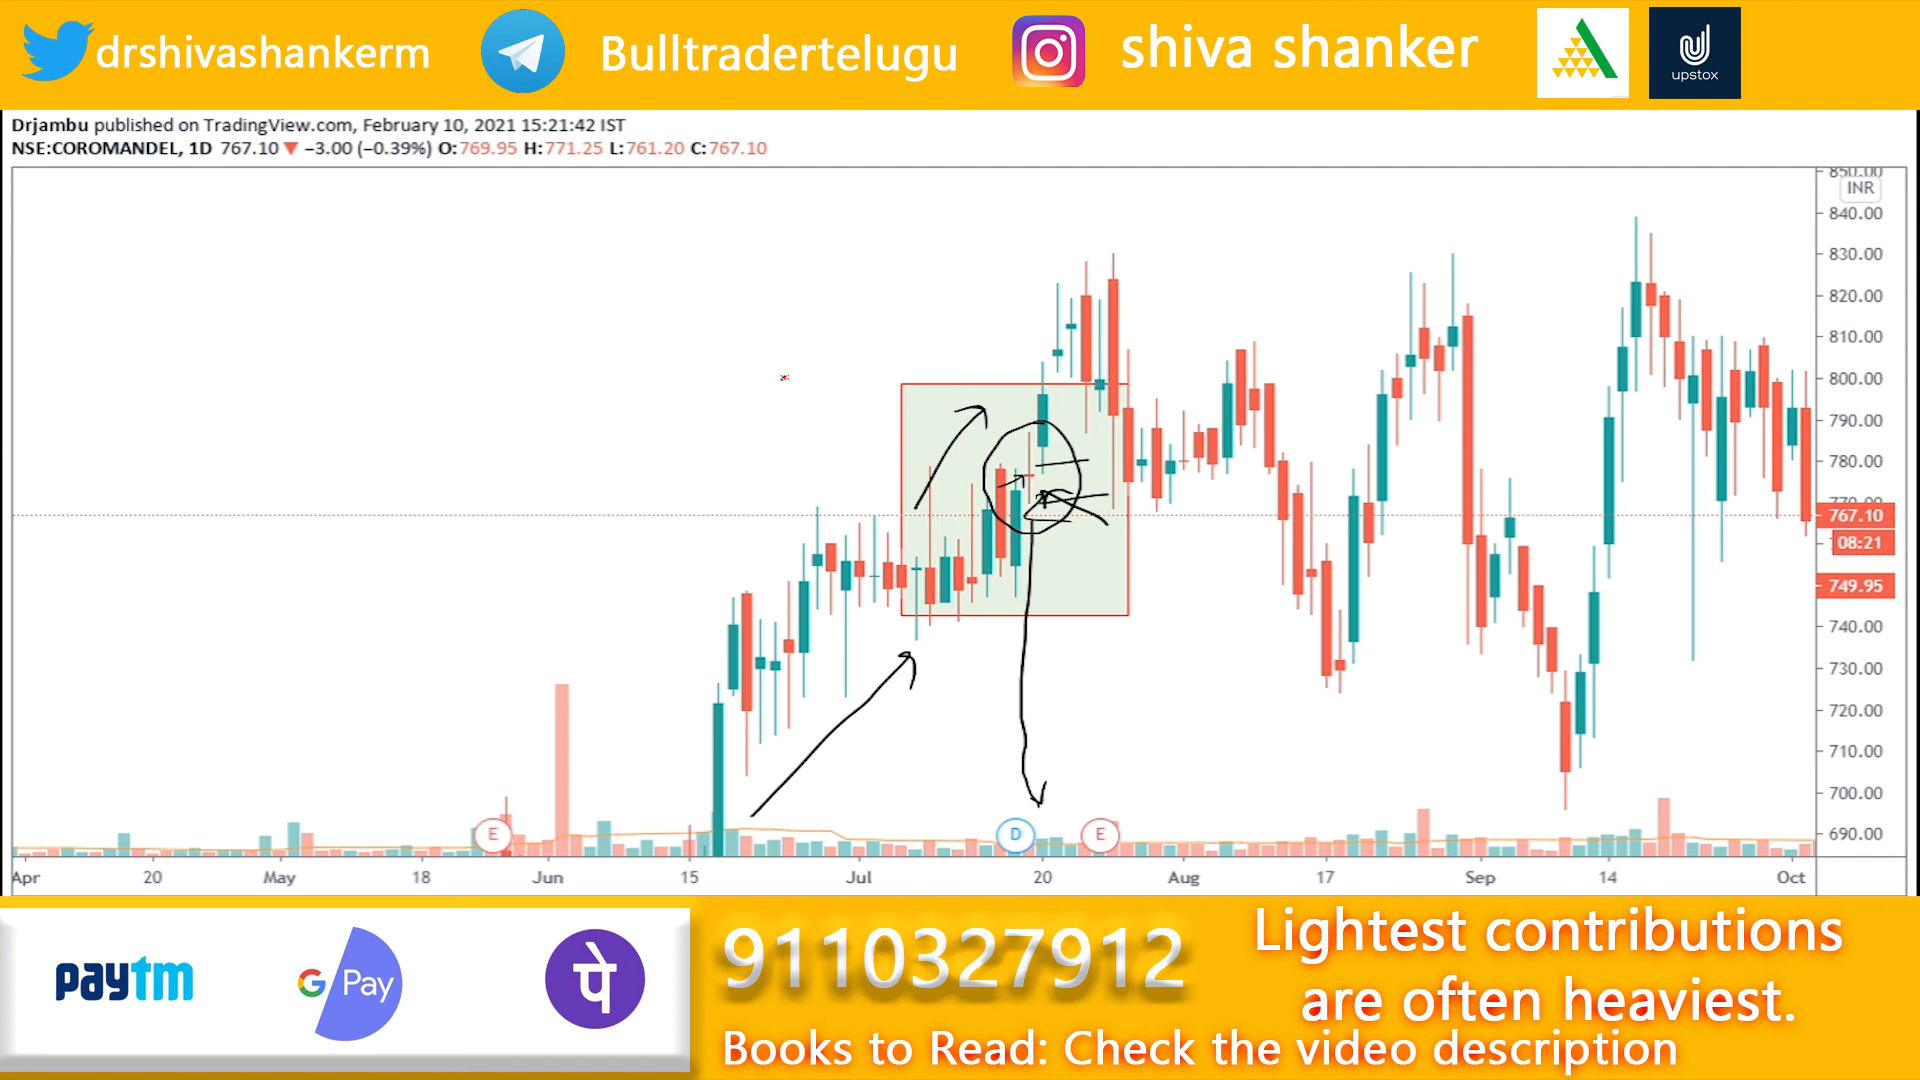 drshivashankerm
Bulltradertelugu
shiva shanker
upstox
Drjambu published on TradingView.com, February 10, 2021 15:21:42 IST
NSE:COROMANDEL, 1D 767.10 ▼ −3.00 (−0.39%) O:769.95 H:771.25 L:761.20 C:767.10
850.00
INR
840.00
830.00
820.00
810.00
800.00
790.00
780.00
770.00
767.10
08:21
749.95
740.00
730.00
720.00
710.00
700.00
690.00
E
D
E
Apr 20 May 18 Jun 15 Jul 20 Aug 17 Sep 14 Oct
paytm
G Pay
पे
9110327912
Lightest contributions
are often heaviest.
Books to Read: Check the video description